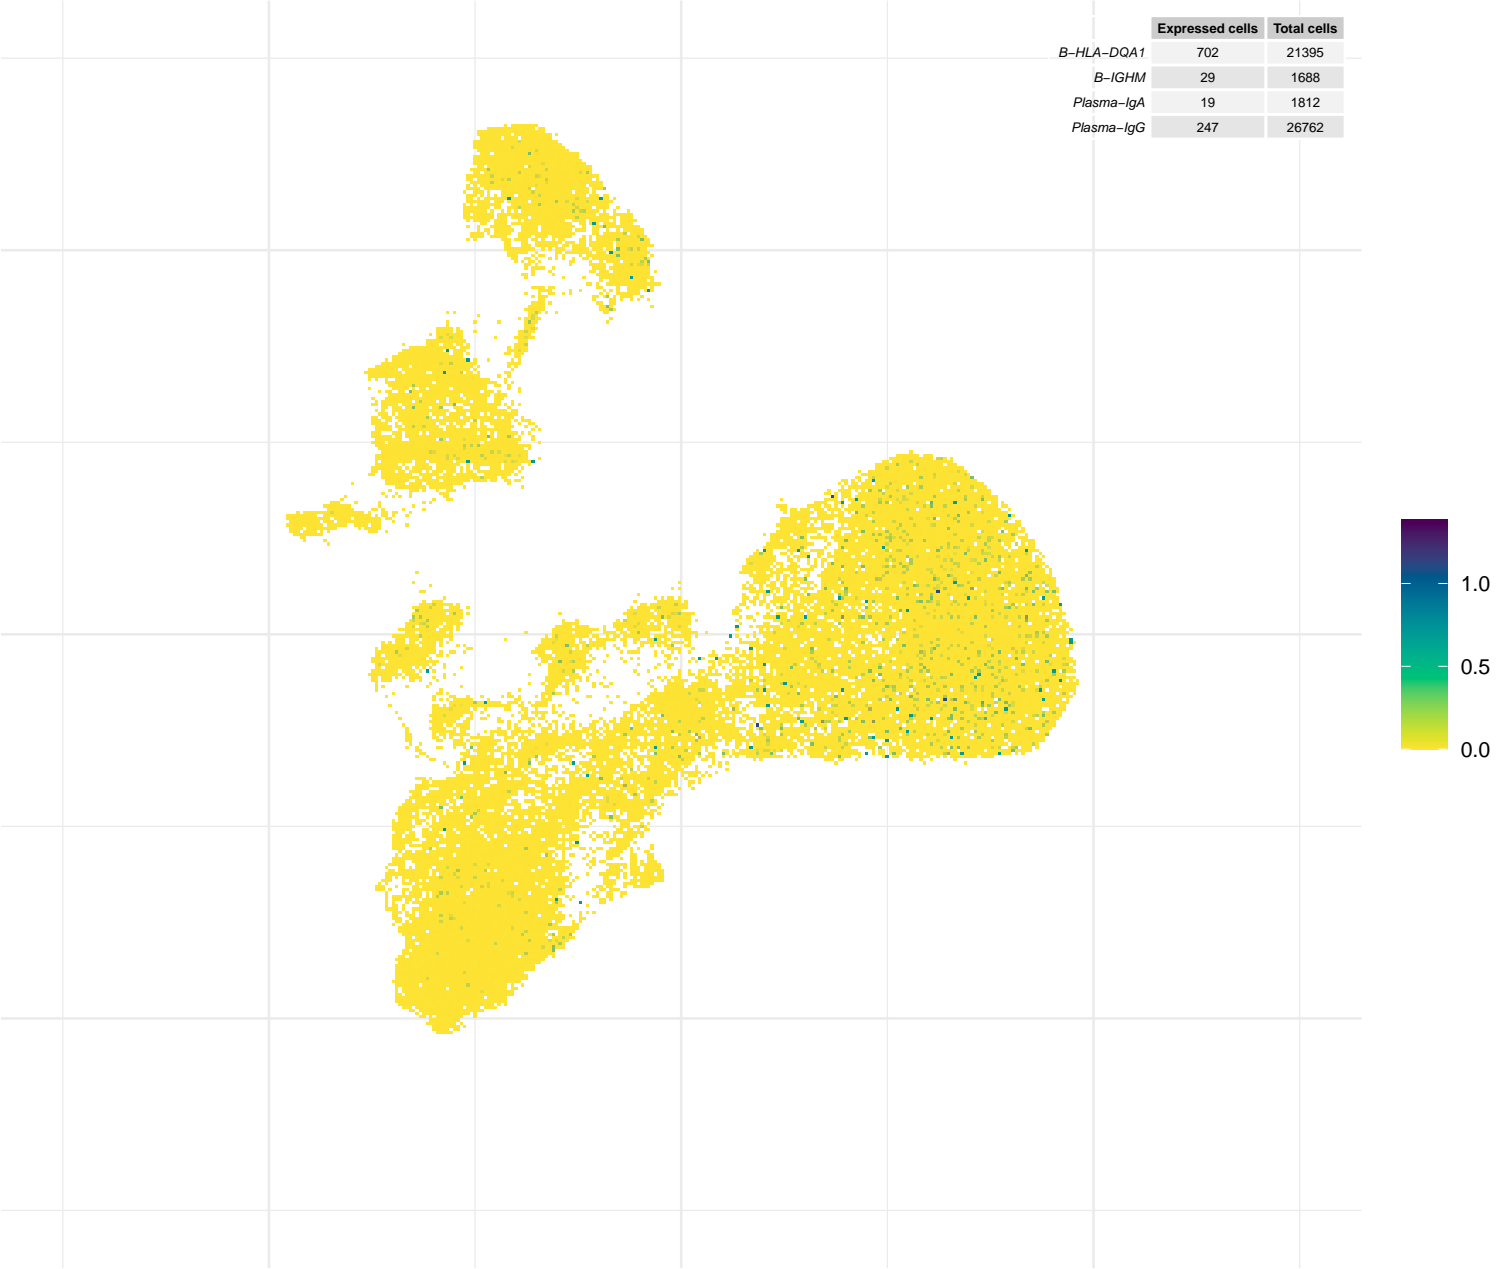 Expressed cells Total cells
B−HLA−DQA1 702 21395
B−IGHM 29 1688
Plasma−IgA 19 1812
Plasma−IgG 247 26762
1.0
0.5
0.0